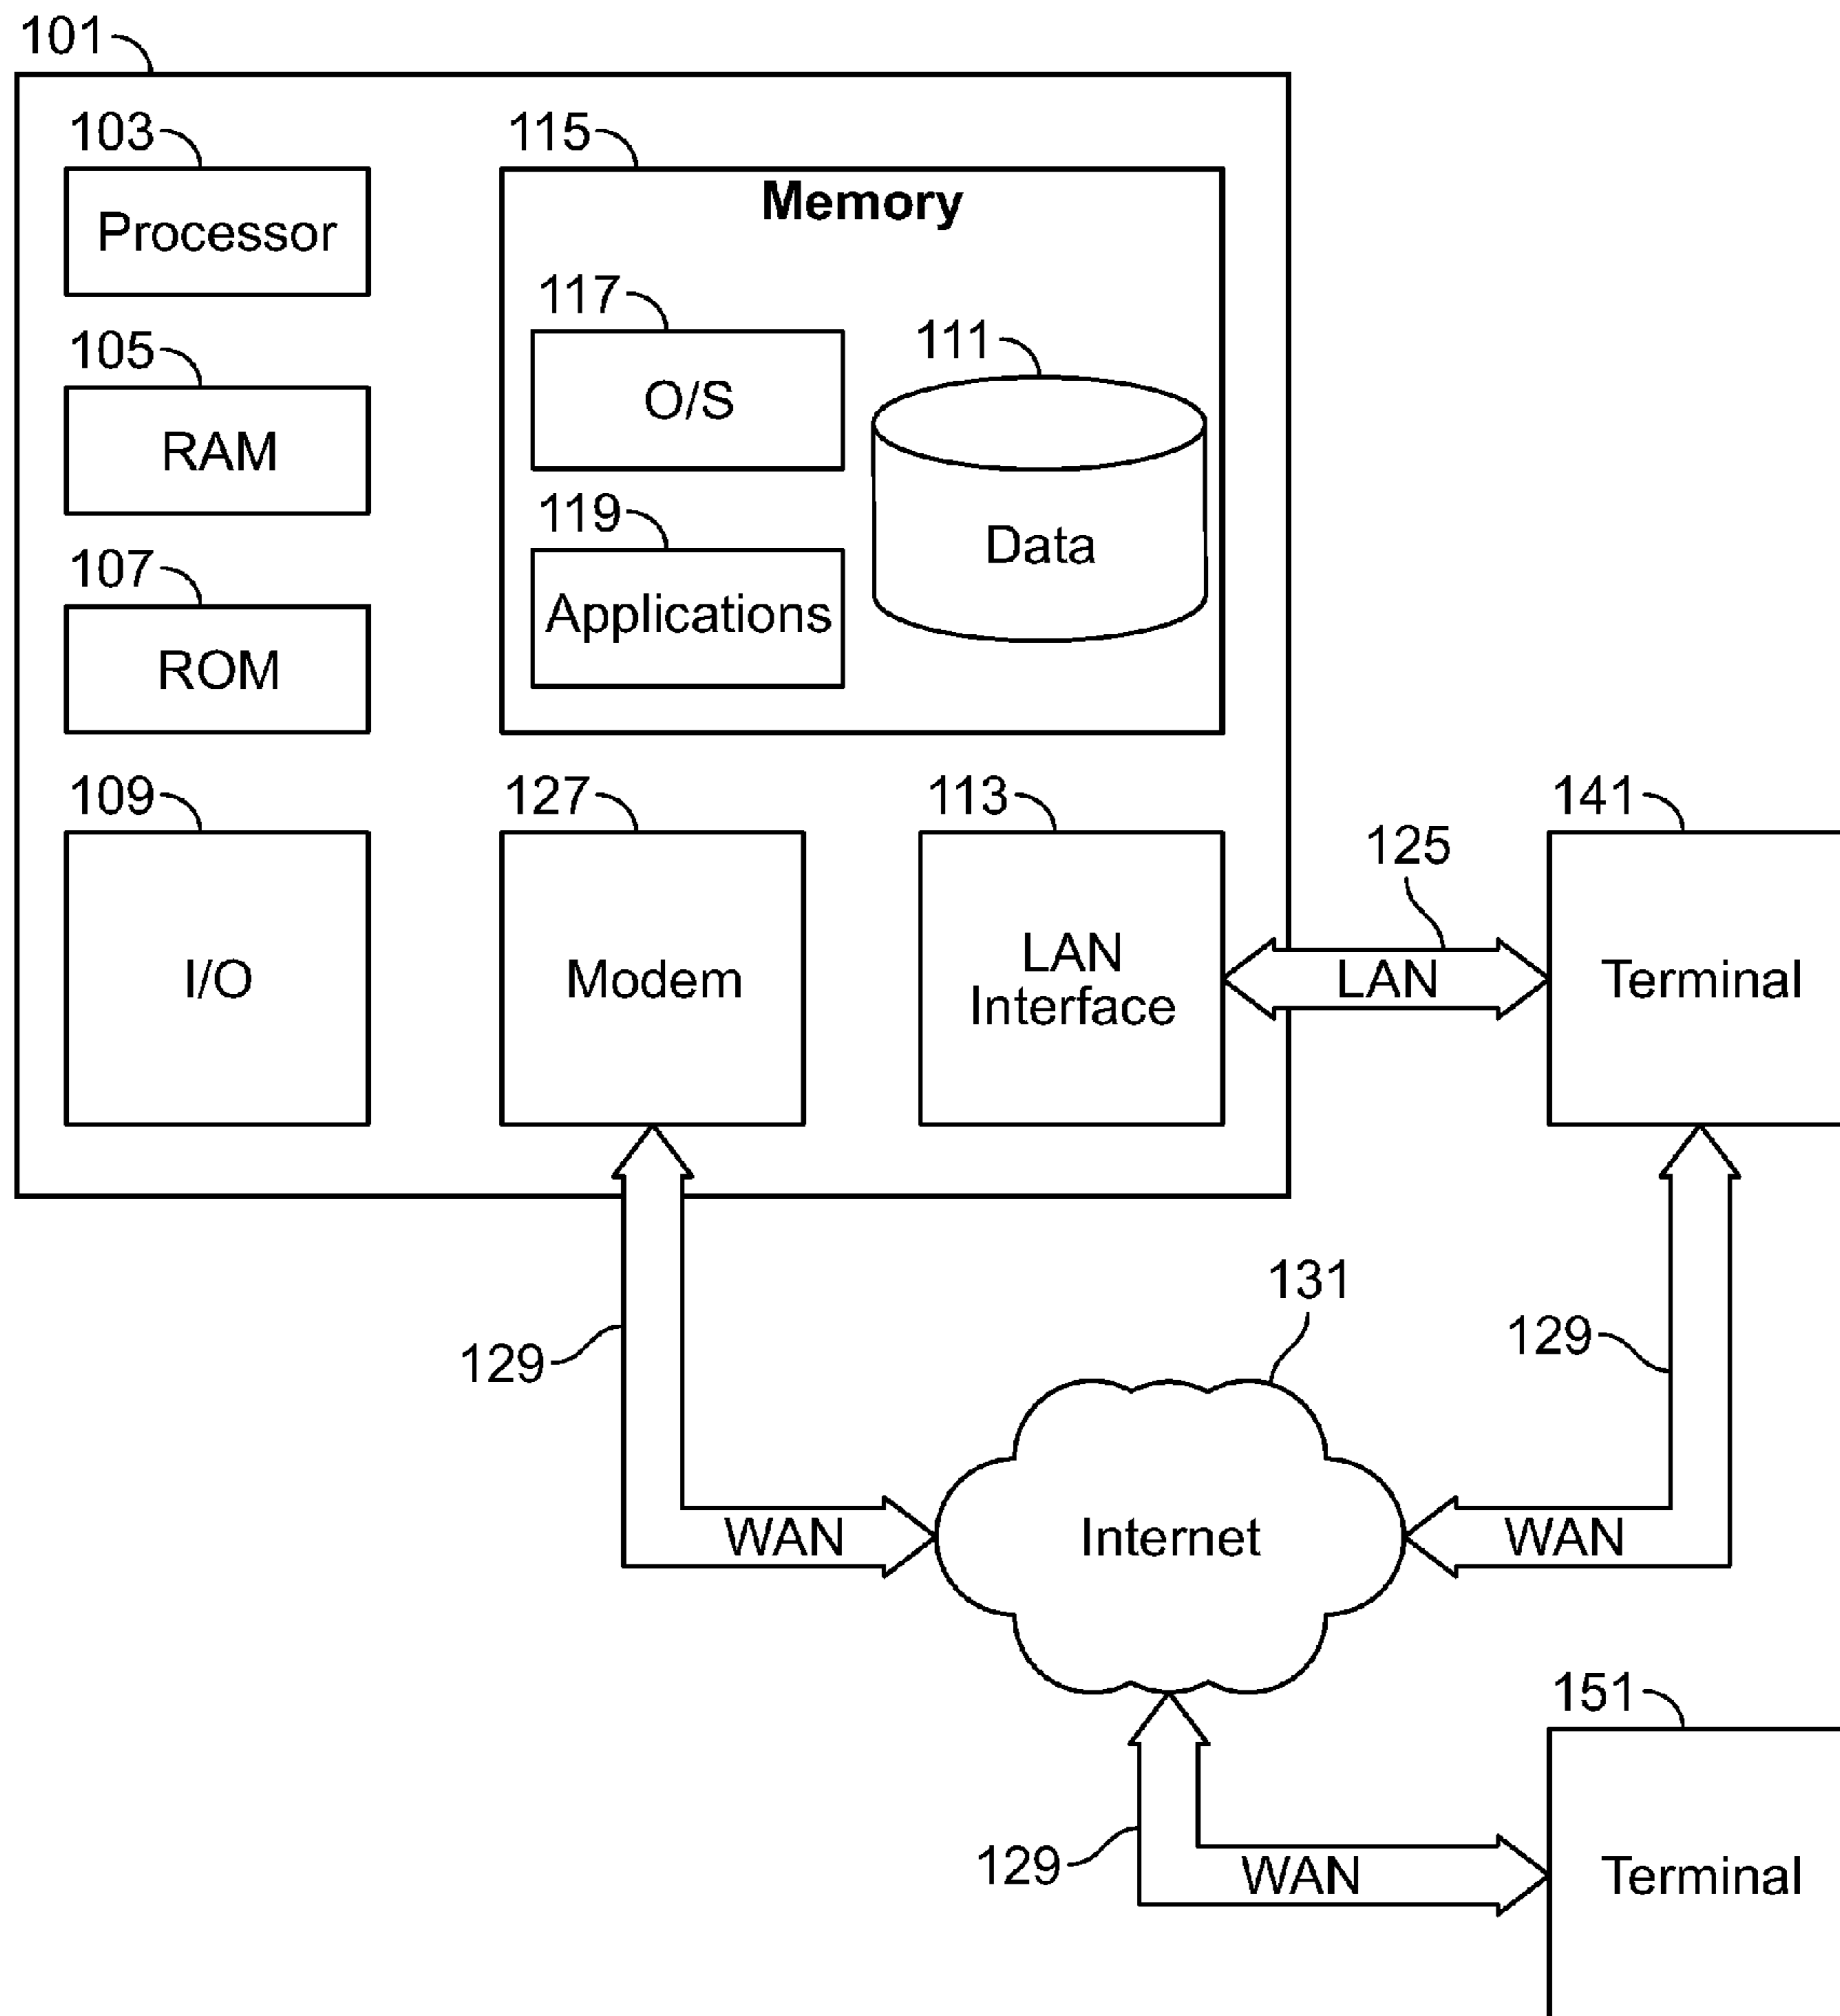 101
103
Processor
105
RAM
107
ROM
109
I/O
115
Memory
117
O/S
119
Applications
111
Data
127
Modem
113
LAN
Interface
125
LAN
141
Terminal
129
WAN
131
Internet
129
WAN
129
WAN
151
Terminal